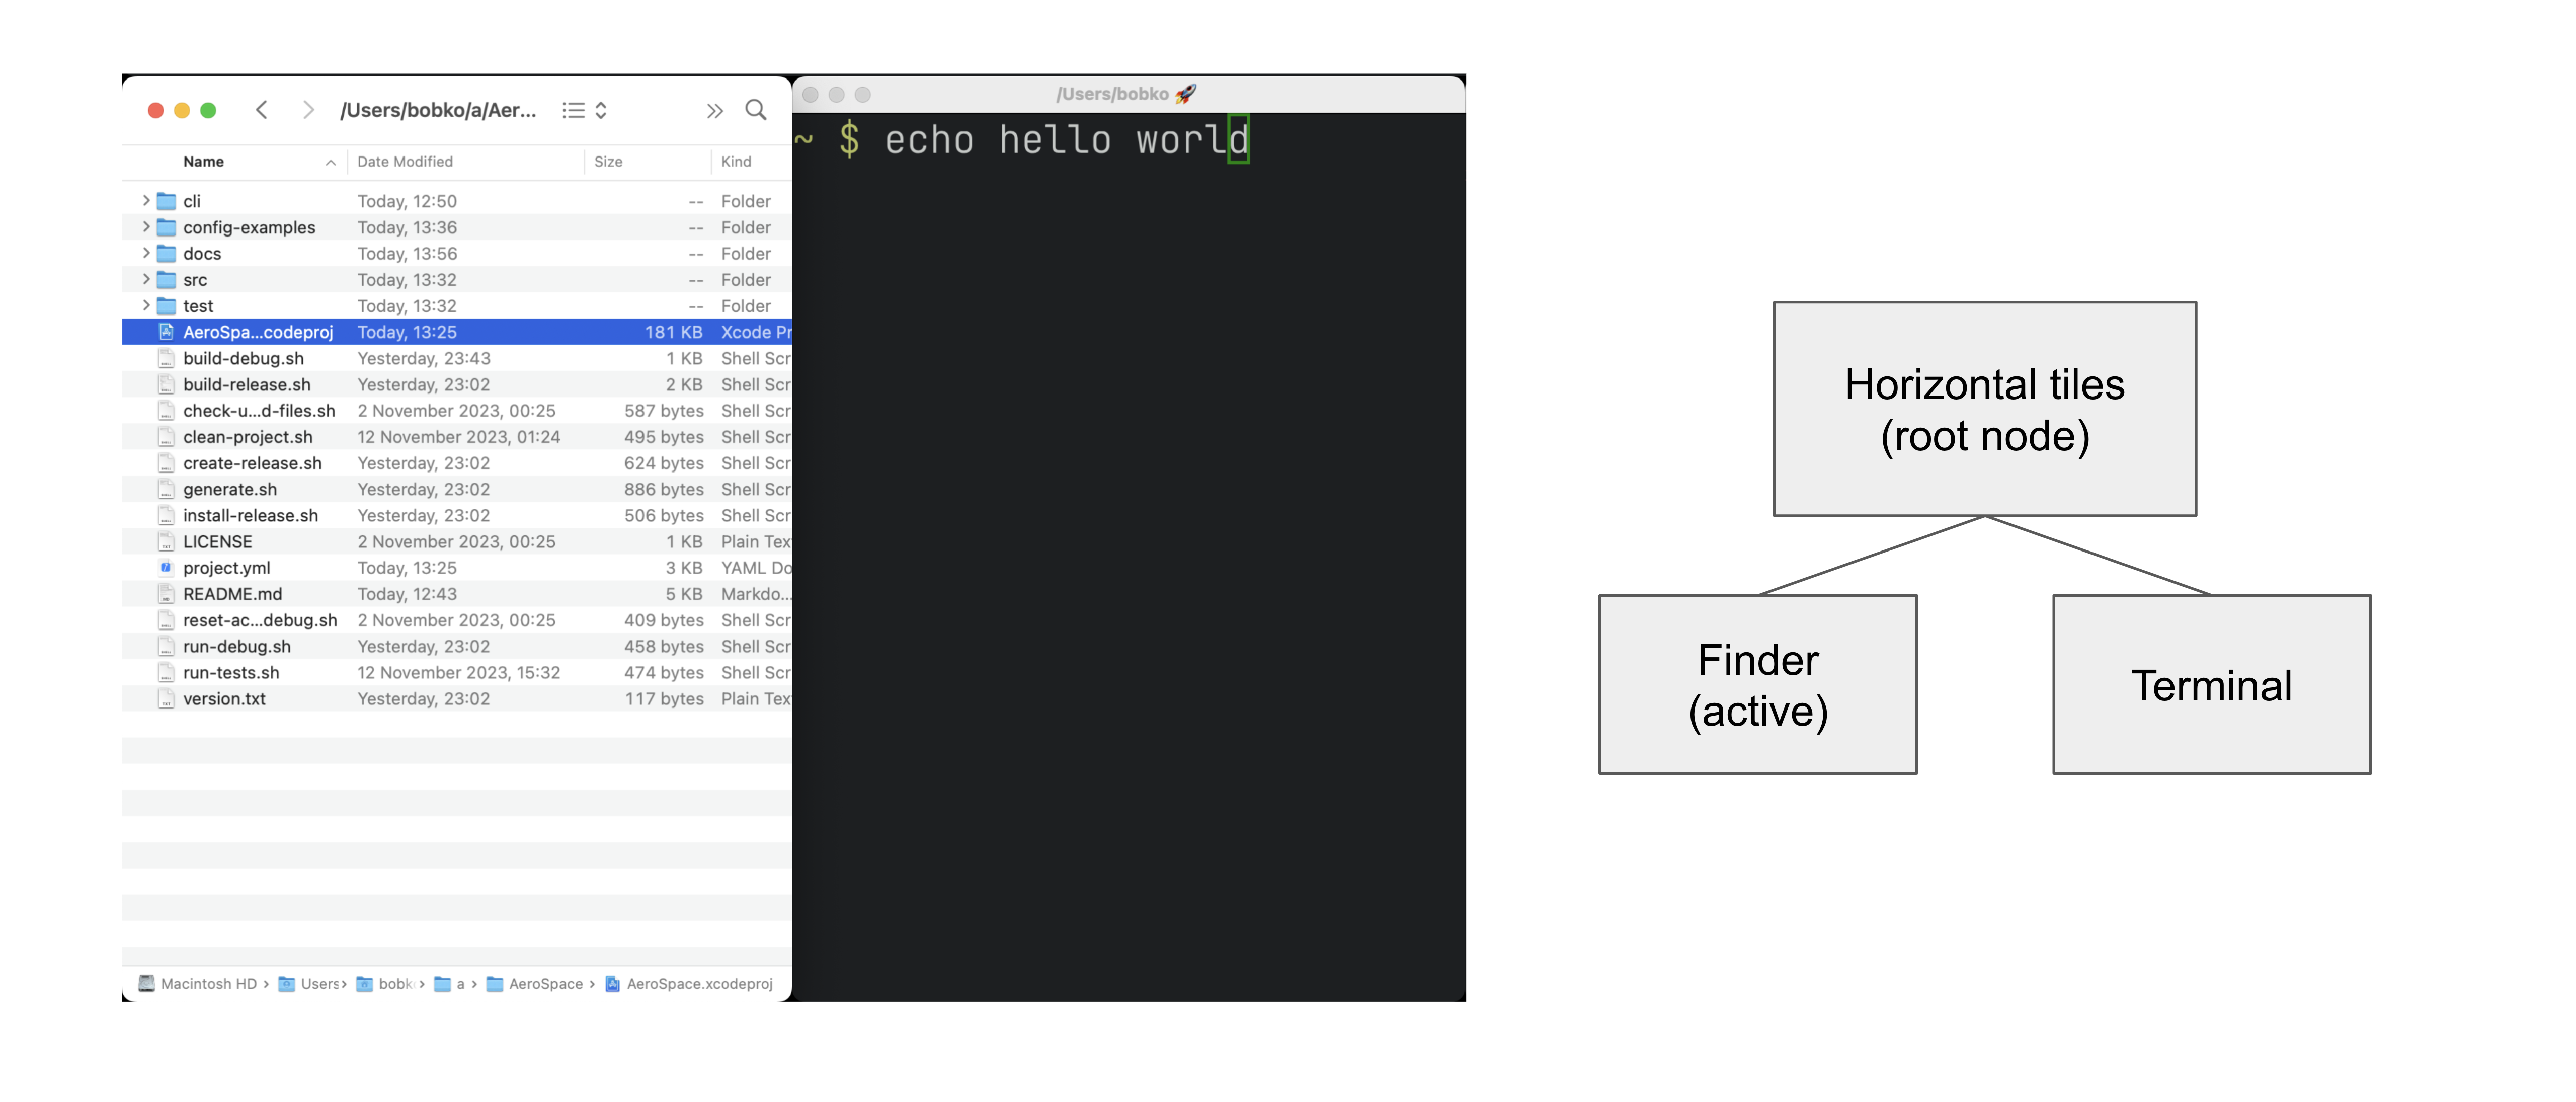 /Users/bobko/a/Aer...
Name Date Modified Size Kind
cli Today, 12:50 -- Folder
config-examples Today, 13:36 -- Folder
docs Today, 13:56 -- Folder
src Today, 13:32 -- Folder
test Today, 13:32 -- Folder
AeroSpa...codeproj Today, 13:25 181 KB Xcode Pr
build-debug.sh Yesterday, 23:43 1 KB Shell Scr
build-release.sh Yesterday, 23:02 2 KB Shell Scr
check-u...d-files.sh 2 November 2023, 00:25 587 bytes Shell Scr
clean-project.sh 12 November 2023, 01:24 495 bytes Shell Scr
create-release.sh Yesterday, 23:02 624 bytes Shell Scr
generate.sh Yesterday, 23:02 886 bytes Shell Scr
install-release.sh Yesterday, 23:02 506 bytes Shell Scr
LICENSE 2 November 2023, 00:25 1 KB Plain Tex
project.yml Today, 13:25 3 KB YAML Do
README.md Today, 12:43 5 KB Markdo...
reset-ac...debug.sh 2 November 2023, 00:25 409 bytes Shell Scr
run-debug.sh Yesterday, 23:02 458 bytes Shell Scr
run-tests.sh 12 November 2023, 15:32 474 bytes Shell Scr
version.txt Yesterday, 23:02 117 bytes Plain Tex
Macintosh HD › Users › bobk › a › AeroSpace › AeroSpace.xcodeproj
/Users/bobko 🚀
~ $ echo hello world
Horizontal tiles
(root node)
Finder
(active)
Terminal